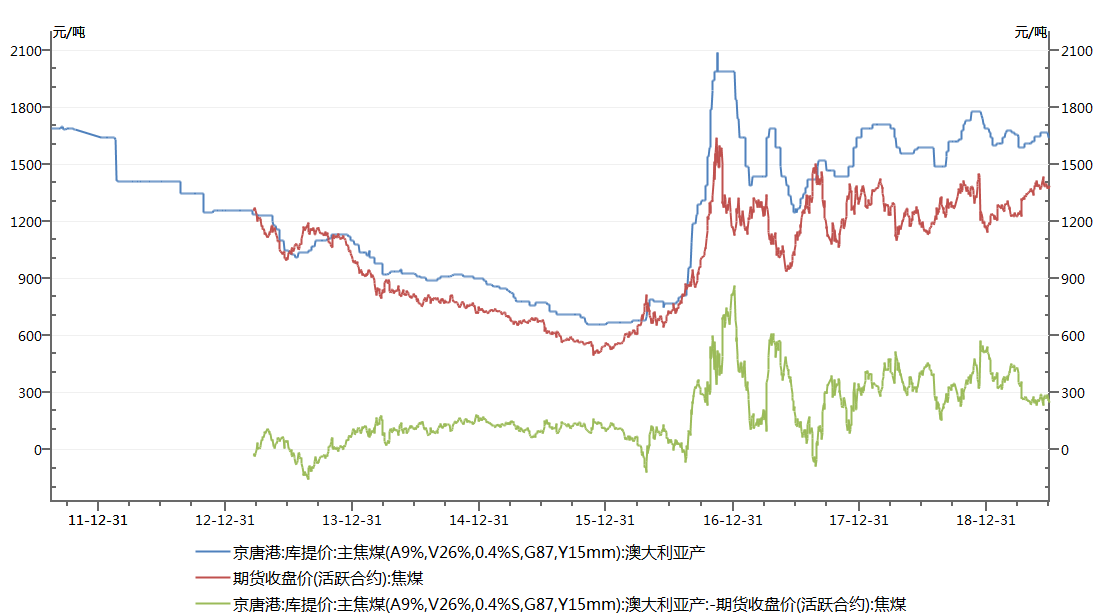 元/吨 元/吨
2100 2100
1800 1800
1500 1500
1200 1200
900 900
600 600
300 300
0 0
11-12-31 12-12-31 13-12-31 14-12-31 15-12-31 16-12-31 17-12-31 18-12-31
京唐港:库提价:主焦煤(A9%,V26%,0.4%S,G87,Y15mm):澳大利亚产
期货收盘价(活跃合约):焦煤
京唐港:库提价:主焦煤(A9%,V26%,0.4%S,G87,Y15mm):澳大利亚产:-期货收盘价(活跃合约):焦煤